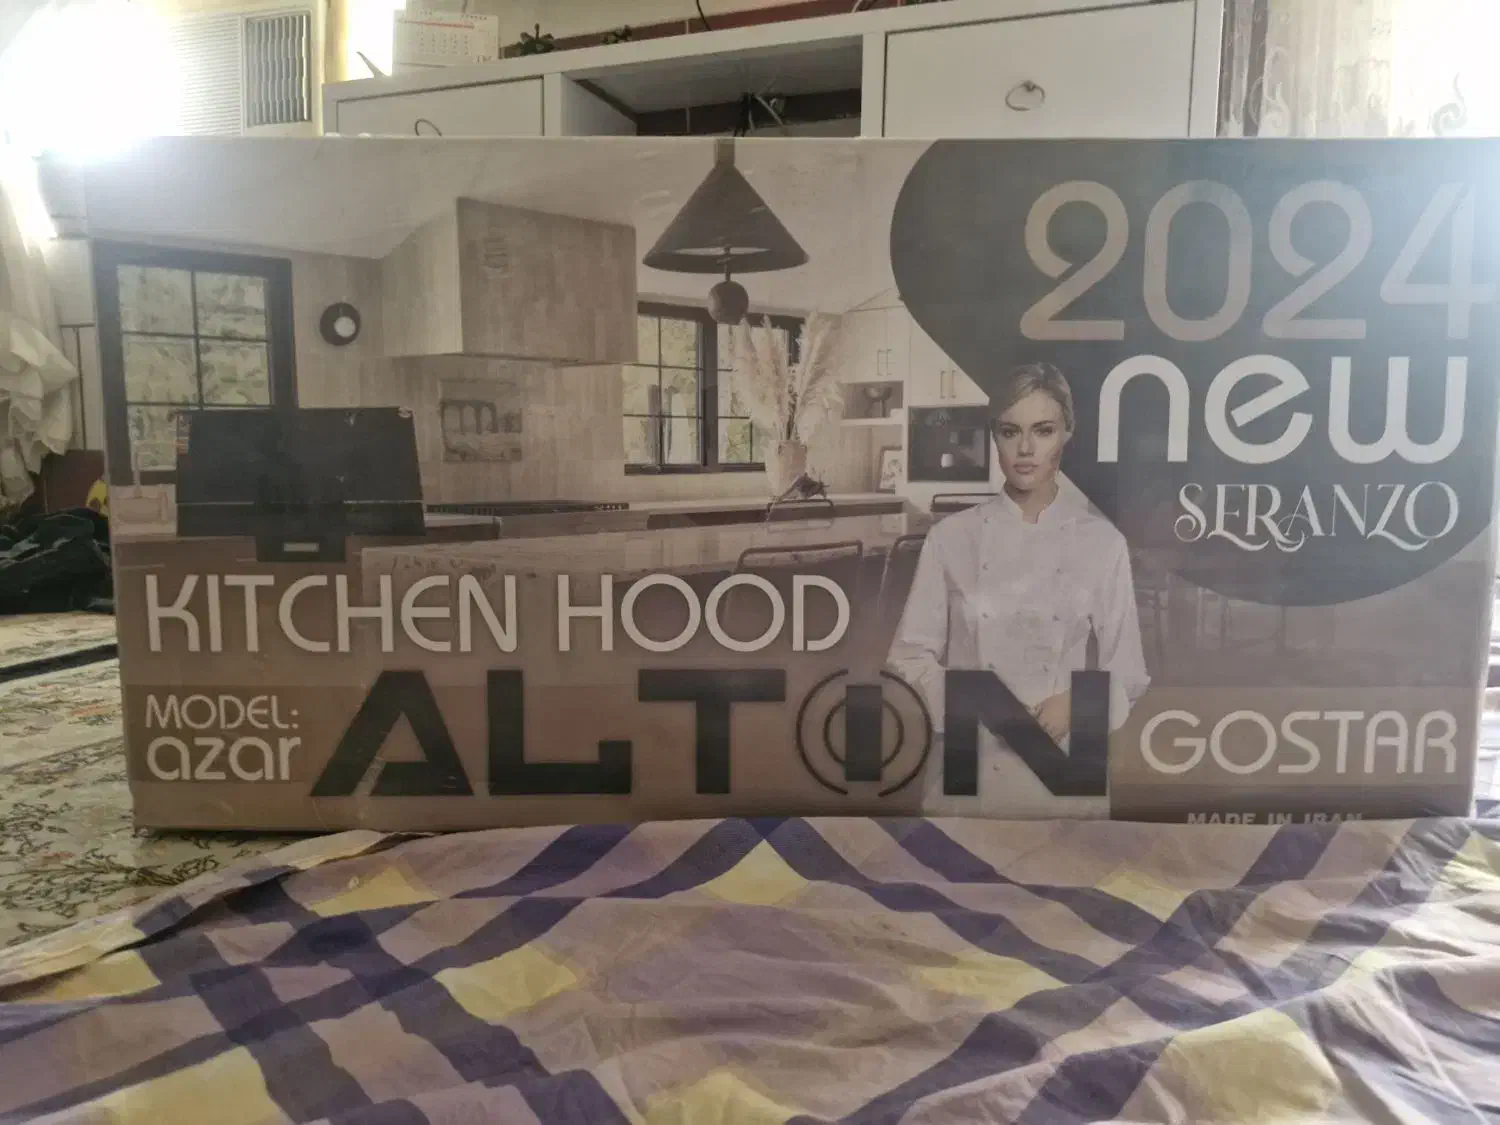 2024
new
SERANZO
KITCHEN HOOD
MODEL:
azar
ALTON
GOSTAR
MADE IN IRAN